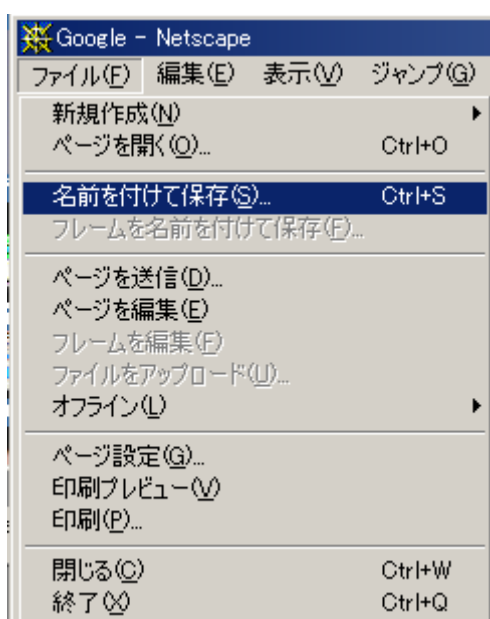 Google - Netscape
ファイル(F) 編集(E) 表示(V) ジャンプ(G)
新規作成(N)
ページを開く(O)... Ctrl+O
名前を付けて保存(S)... Ctrl+S
フレームを名前を付けて保存(F)...
ページを送信(D)...
ページを編集(E)
フレームを編集(F)
ファイルをアップロード(U)...
オフライン(L)
ページ設定(G)...
印刷プレビュー(V)
印刷(P)...
閉じる(C) Ctrl+W
終了(X) Ctrl+Q